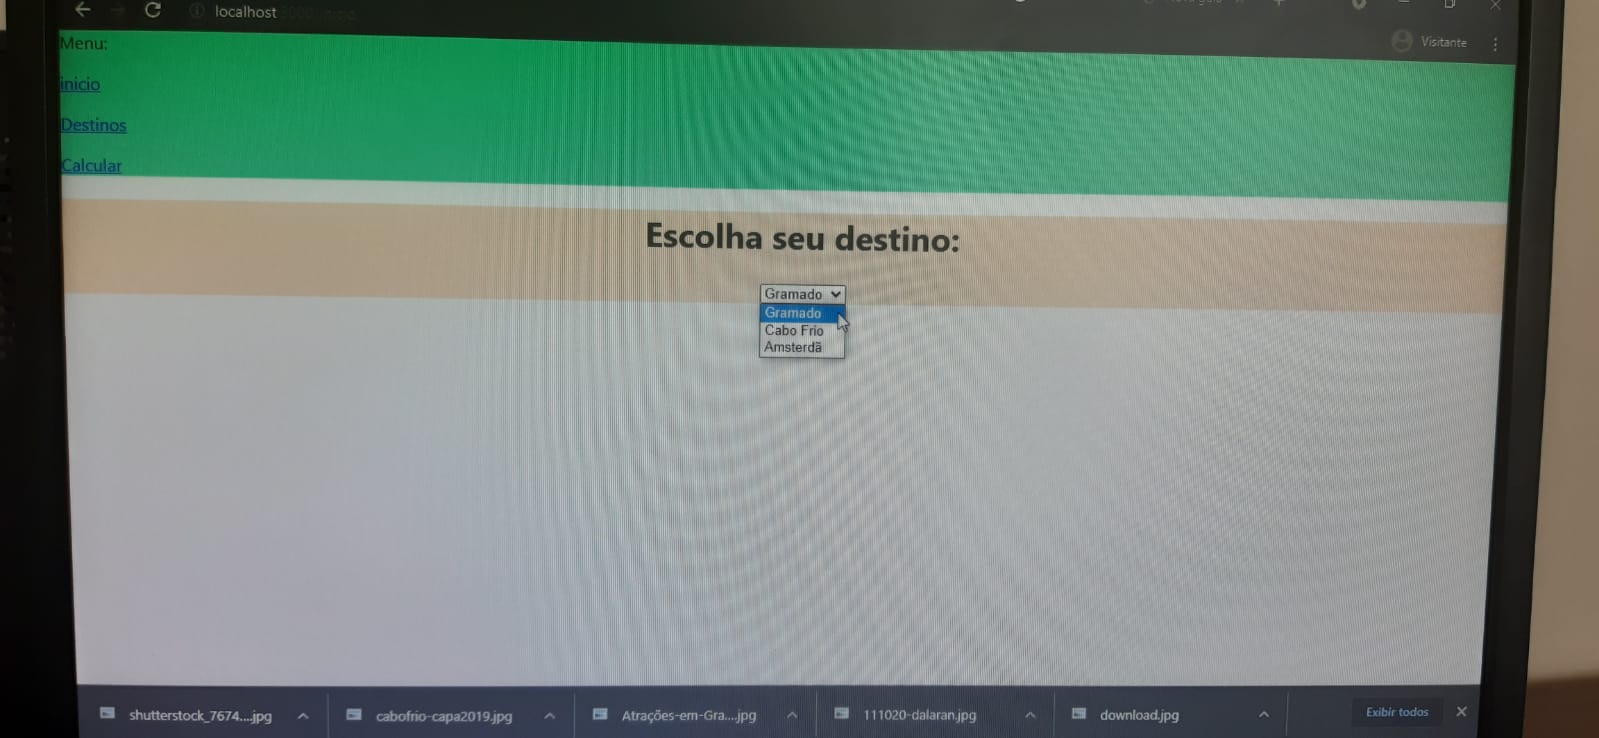 localhost
Visitante
Menu:
inicio
Destinos
Calcular
Escolha seu destino:
Gramado
Gramado
Cabo Frio
Amsterdã
shutterstock_7674....jpg
cabofrio-capa2019.jpg
Atrações-em-Gra....jpg
111020-dalaran.jpg
download.jpg
Exibir todos